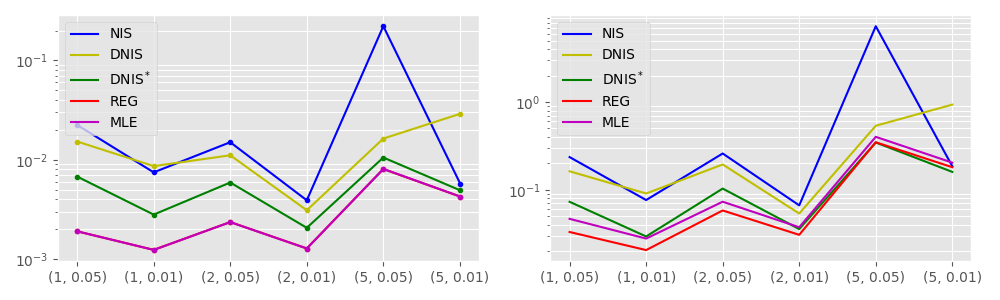 NIS
DNIS
DNIS*
REG
MLE
10⁻¹
10⁻²
10⁻³
(1, 0.05) (1, 0.01) (2, 0.05) (2, 0.01) (5, 0.05) (5, 0.01)
NIS
DNIS
DNIS*
REG
MLE
10⁰
10⁻¹
(1, 0.05) (1, 0.01) (2, 0.05) (2, 0.01) (5, 0.05) (5, 0.01)